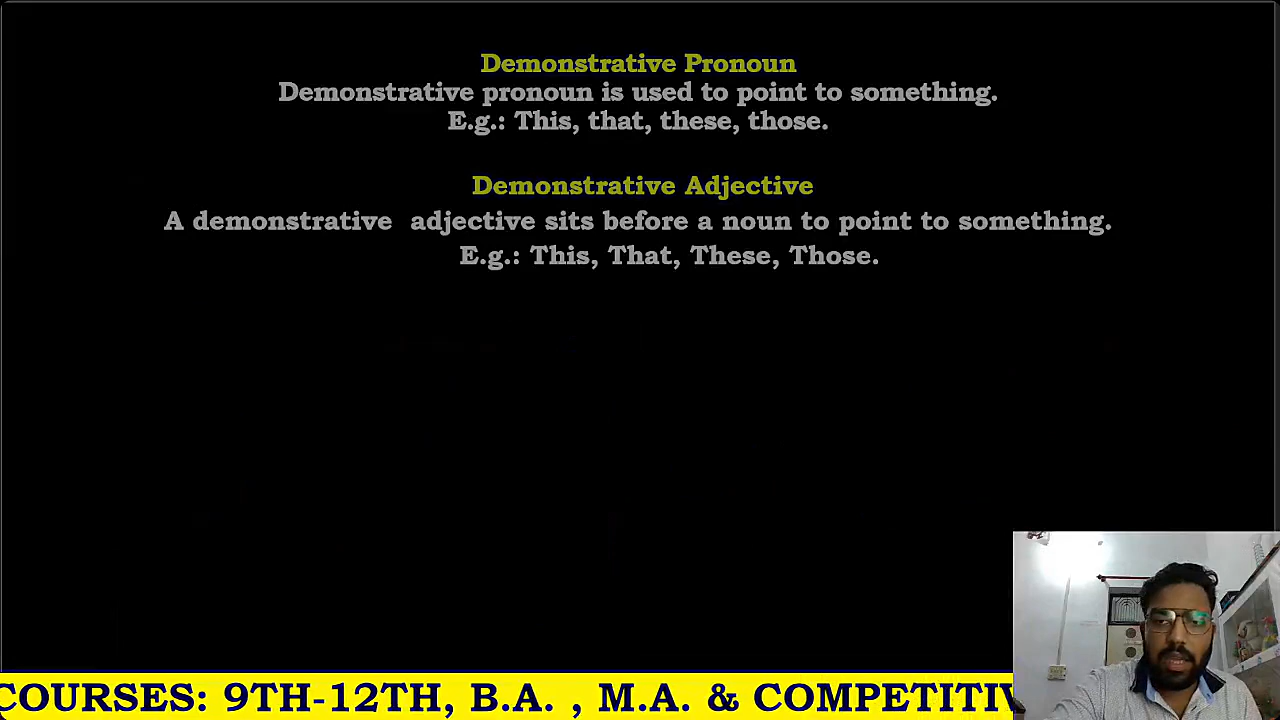 Demonstrative Pronoun
Demonstrative pronoun is used to point to something.
E.g.: This, that, these, those.
Demonstrative Adjective
A demonstrative adjective sits before a noun to point to something.
E.g.: This, That, These, Those.
COURSES: 9TH-12TH, B.A. , M.A. & COMPETITIV